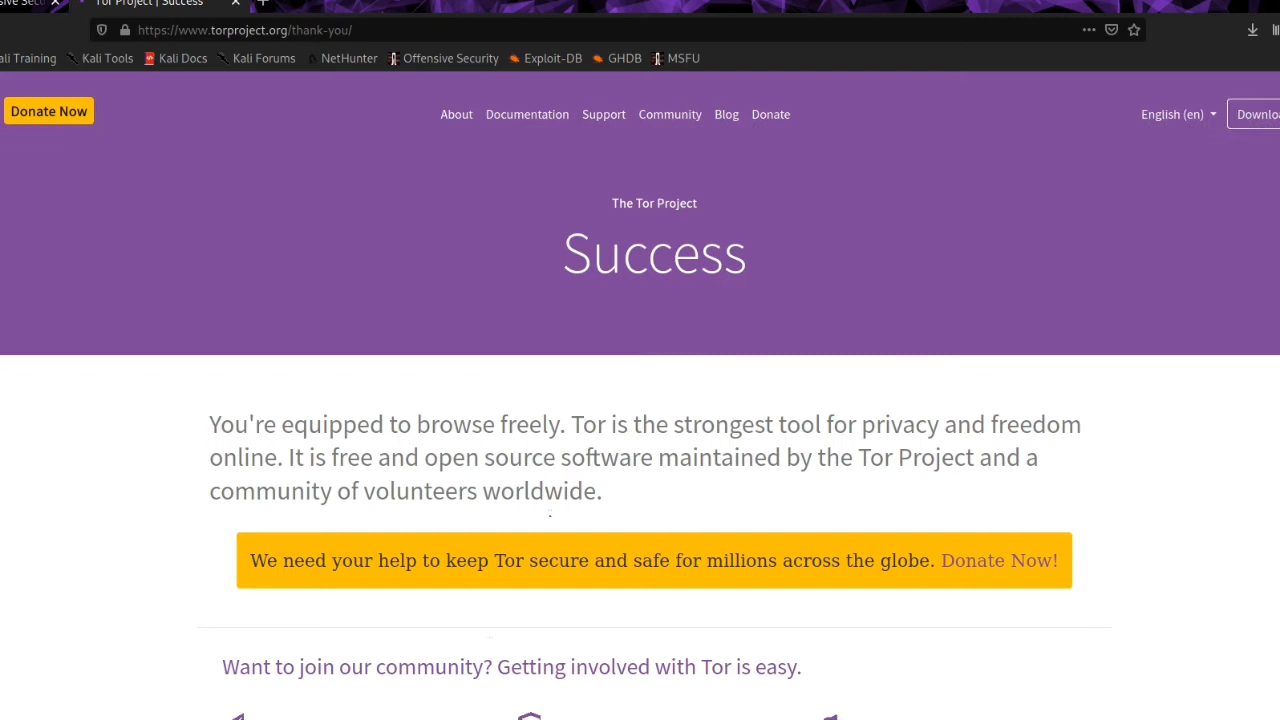 Tor Project | Success
https://www.torproject.org/thank-you/
Kali Tools Kali Docs Kali Forums NetHunter Offensive Security Exploit-DB GHDB MSFU
Training
Donate Now
About Documentation Support Community Blog Donate
English (en)
The Tor Project
Success
You're equipped to browse freely. Tor is the strongest tool for privacy and freedom
online. It is free and open source software maintained by the Tor Project and a
community of volunteers worldwide.
We need your help to keep Tor secure and safe for millions across the globe. Donate Now!
Want to join our community? Getting involved with Tor is easy.